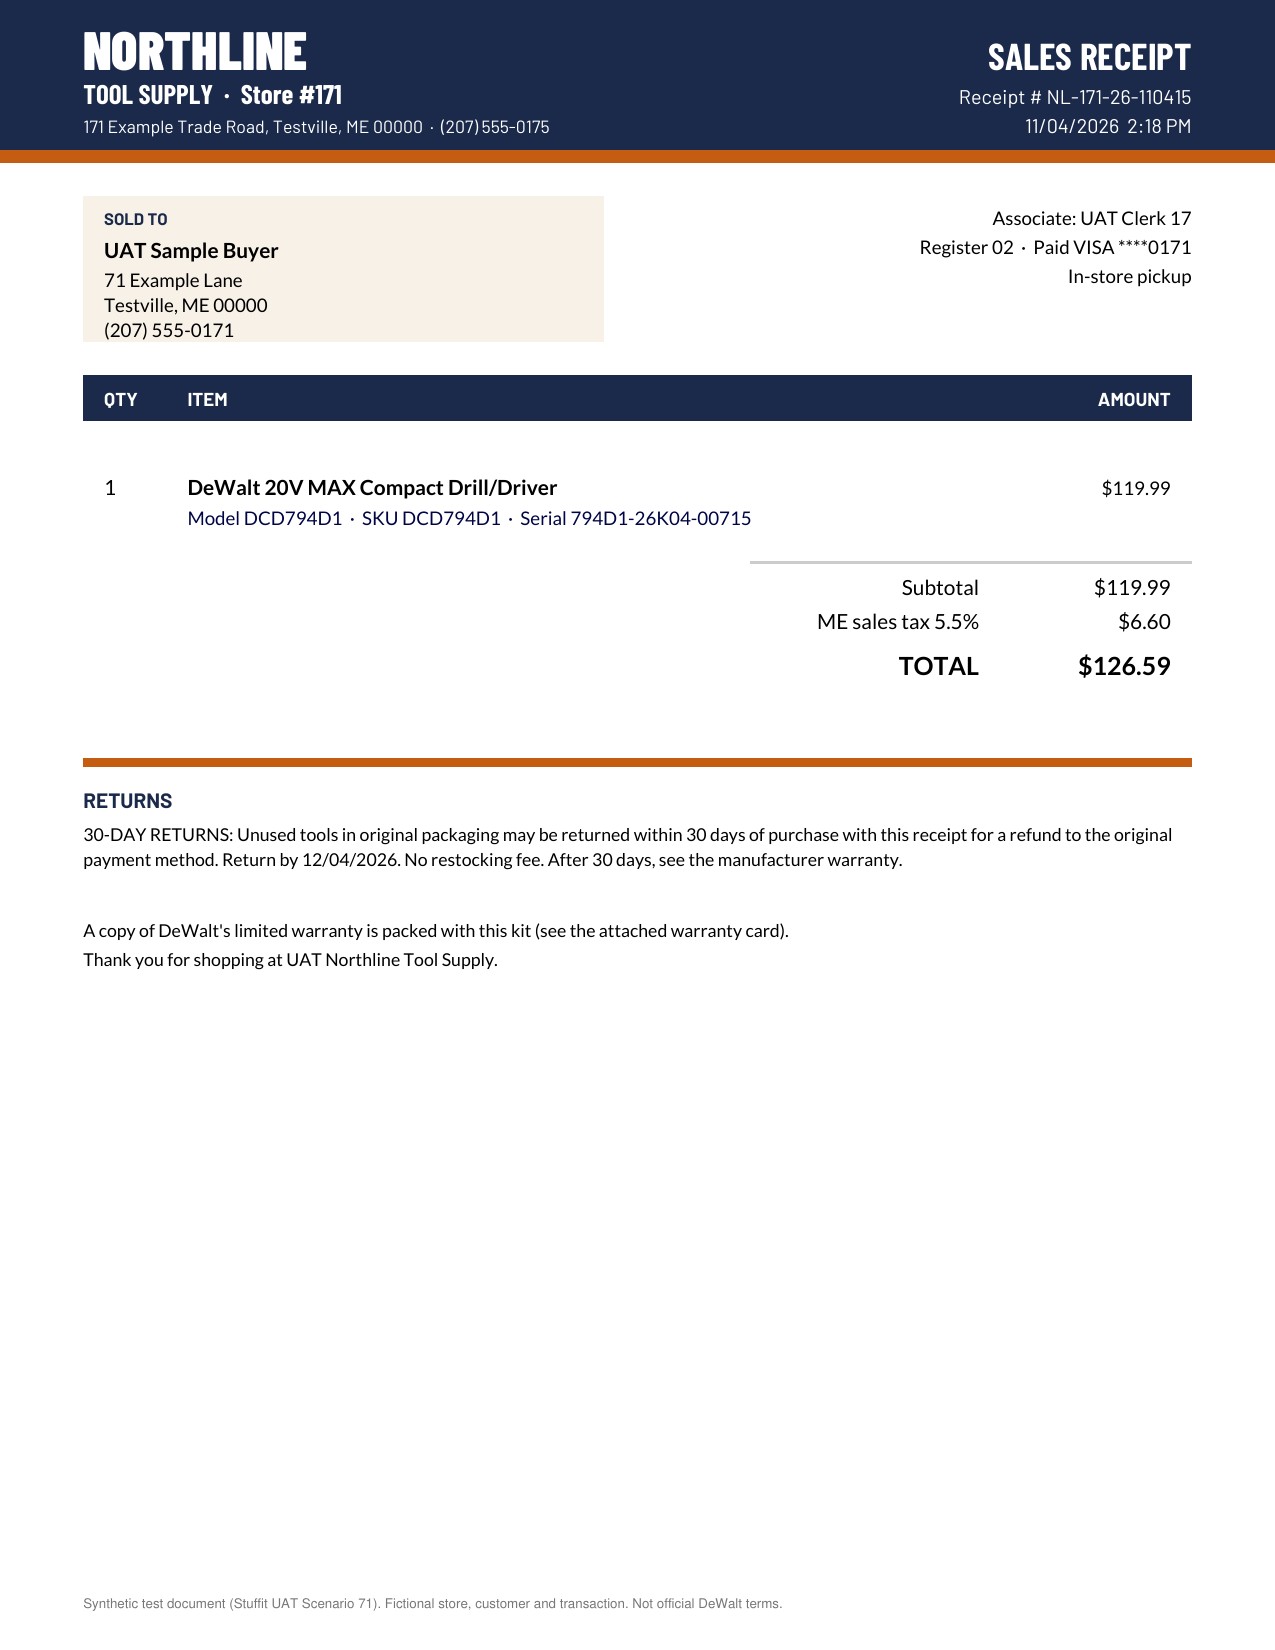 NORTHLINE
TOOL SUPPLY · Store #171
171 Example Trade Road, Testville, ME 00000 · (207) 555-0175
SALES RECEIPT
Receipt # NL-171-26-110415
11/04/2026 2:18 PM
SOLD TO
UAT Sample Buyer
71 Example Lane
Testville, ME 00000
(207) 555-0171
Associate: UAT Clerk 17
Register 02 · Paid VISA ****0171
In-store pickup
QTY ITEM AMOUNT
1 DeWalt 20V MAX Compact Drill/Driver $119.99
Model DCD794D1 · SKU DCD794D1 · Serial 794D1-26K04-00715
Subtotal $119.99
ME sales tax 5.5% $6.60
TOTAL $126.59
RETURNS
30-DAY RETURNS: Unused tools in original packaging may be returned within 30 days of purchase with this receipt for a refund to the original
payment method. Return by 12/04/2026. No restocking fee. After 30 days, see the manufacturer warranty.
A copy of DeWalt's limited warranty is packed with this kit (see the attached warranty card).
Thank you for shopping at UAT Northline Tool Supply.
Synthetic test document (Stuffit UAT Scenario 71). Fictional store, customer and transaction. Not official DeWalt terms.